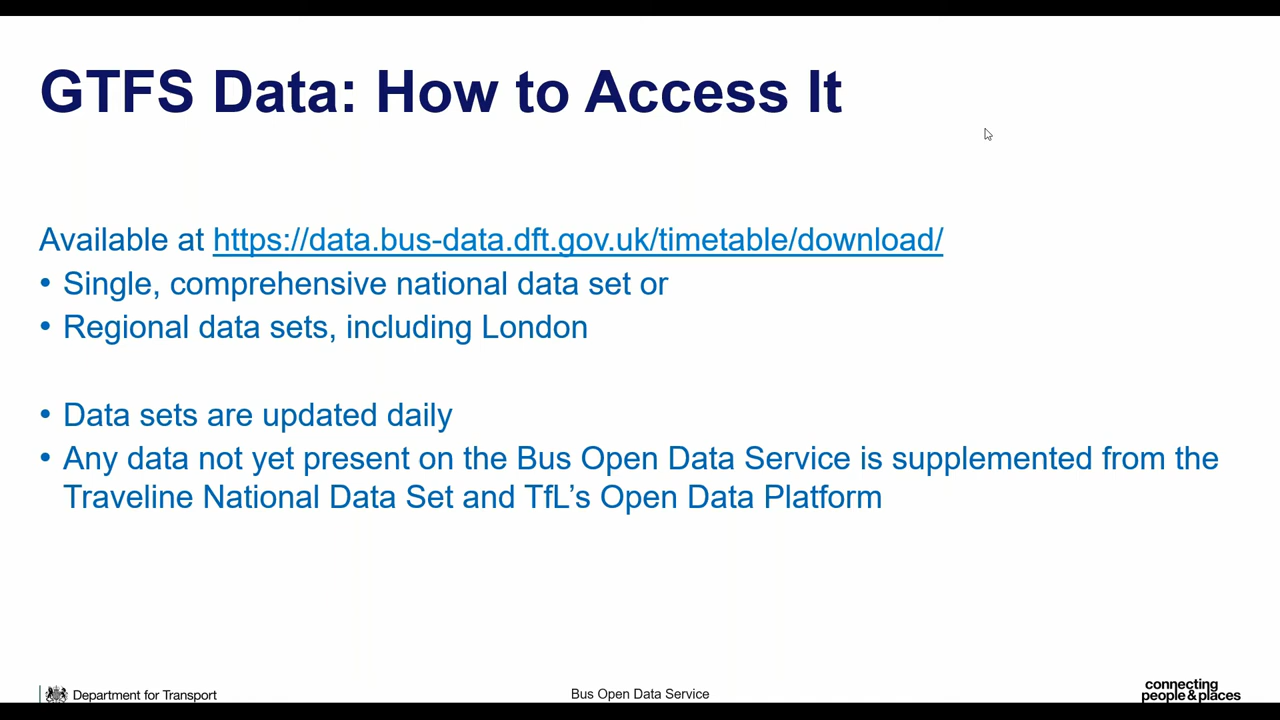 GTFS Data: How to Access It
Available at https://data.bus-data.dft.gov.uk/timetable/download/
• Single, comprehensive national data set or
• Regional data sets, including London
• Data sets are updated daily
• Any data not yet present on the Bus Open Data Service is supplemented from the
Traveline National Data Set and TfL’s Open Data Platform
Department for Transport
Bus Open Data Service
connecting
people & places